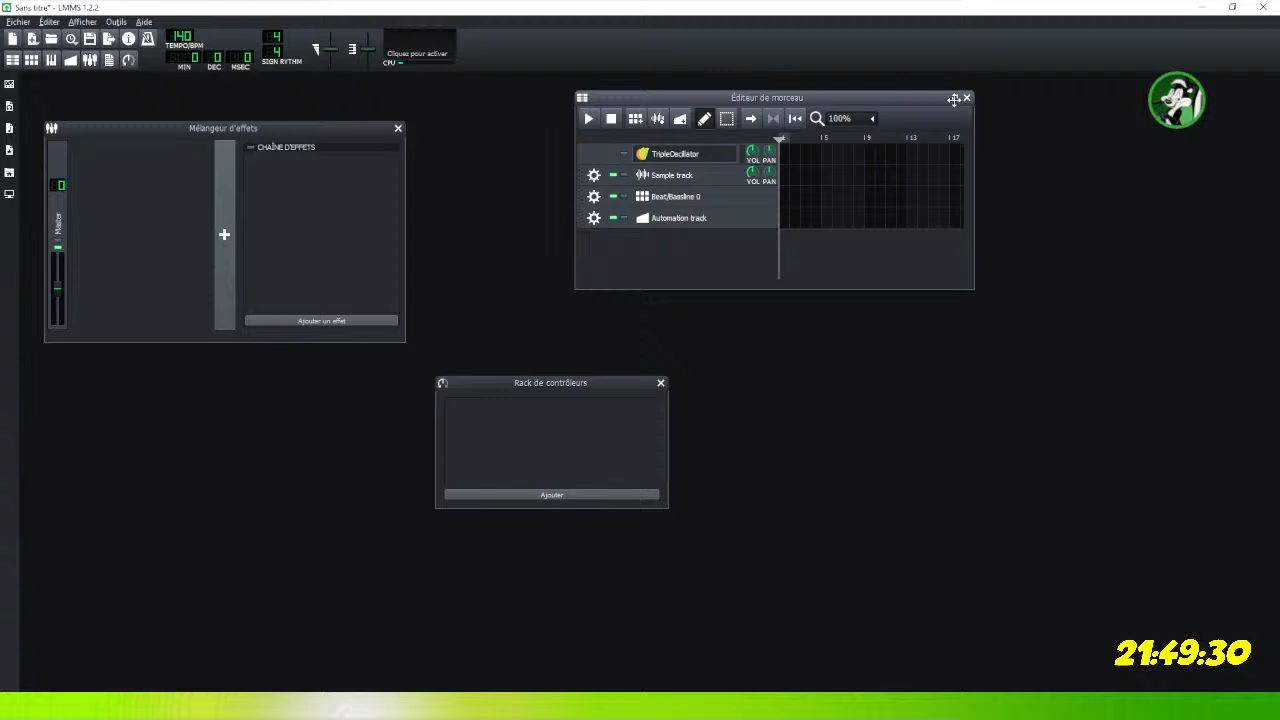 Sans titre* - LMMS 1.2.2
Fichier Éditer Afficher Outils Aide
140
TEMPO/BPM
0 0 0
MIN DEC MSEC
4
4
SIGN RYTHM
Cliquez pour activer
CPU
Mélangeur d'effets
0
Master
CHAÎNE D'EFFETS
Ajouter un effet
Éditeur de morceau
100%
5 9 13 17
TripleOscillator
VOL PAN
Sample track
VOL PAN
Beat/Bassline 0
Automation track
Rack de contrôleurs
Ajouter
21:49:30